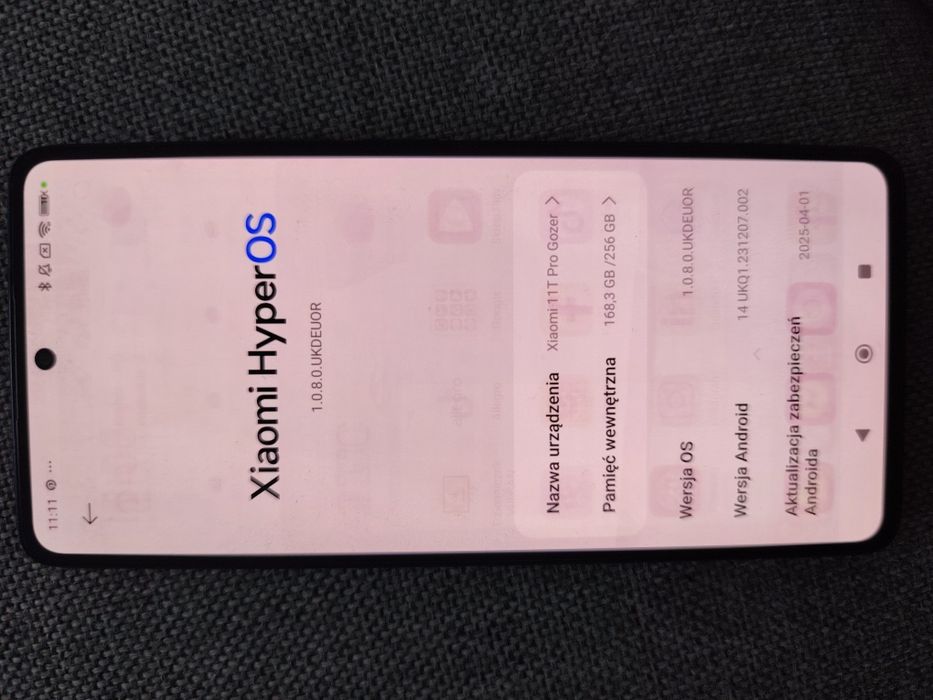 11:11
Xiaomi HyperOS
1.0.8.0.UKDEUOR
Nazwa urządzenia Xiaomi 11T Pro Gozer
Pamięć wewnętrzna 168,3 GB /256 GB
Wersja OS 1.0.8.0.UKDEUOR
Wersja Android 14 UKQ1.231207.002
Aktualizacja zabezpieczeń 2025-04-01
Androida